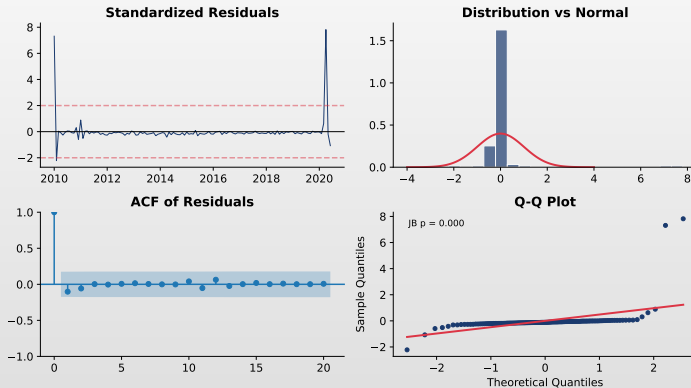 Standardized Residuals
8
6
4
2
0
−2
2010 2012 2014 2016 2018 2020
Distribution vs Normal
1.5
1.0
0.5
0.0
−4 −2 0 2 4 6 8
ACF of Residuals
1.0
0.5
0.0
−0.5
−1.0
0 5 10 15 20
Q-Q Plot
JB p = 0.000
Sample Quantiles
8
6
4
2
0
−2
−2 −1 0 1 2
Theoretical Quantiles